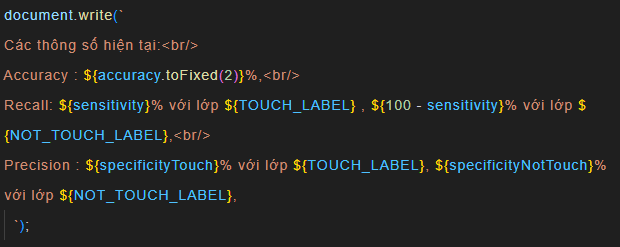 document.write(`
Các thông số hiện tại:<br/>
Accuracy : ${accuracy.toFixed(2)}%,<br/>
Recall: ${sensitivity}% với lớp ${TOUCH_LABEL} , ${100 - sensitivity}% với lớp $
{NOT_TOUCH_LABEL},<br/>
Precision : ${specificityTouch}% với lớp ${TOUCH_LABEL}, ${specificityNotTouch}%
với lớp ${NOT_TOUCH_LABEL},
`);